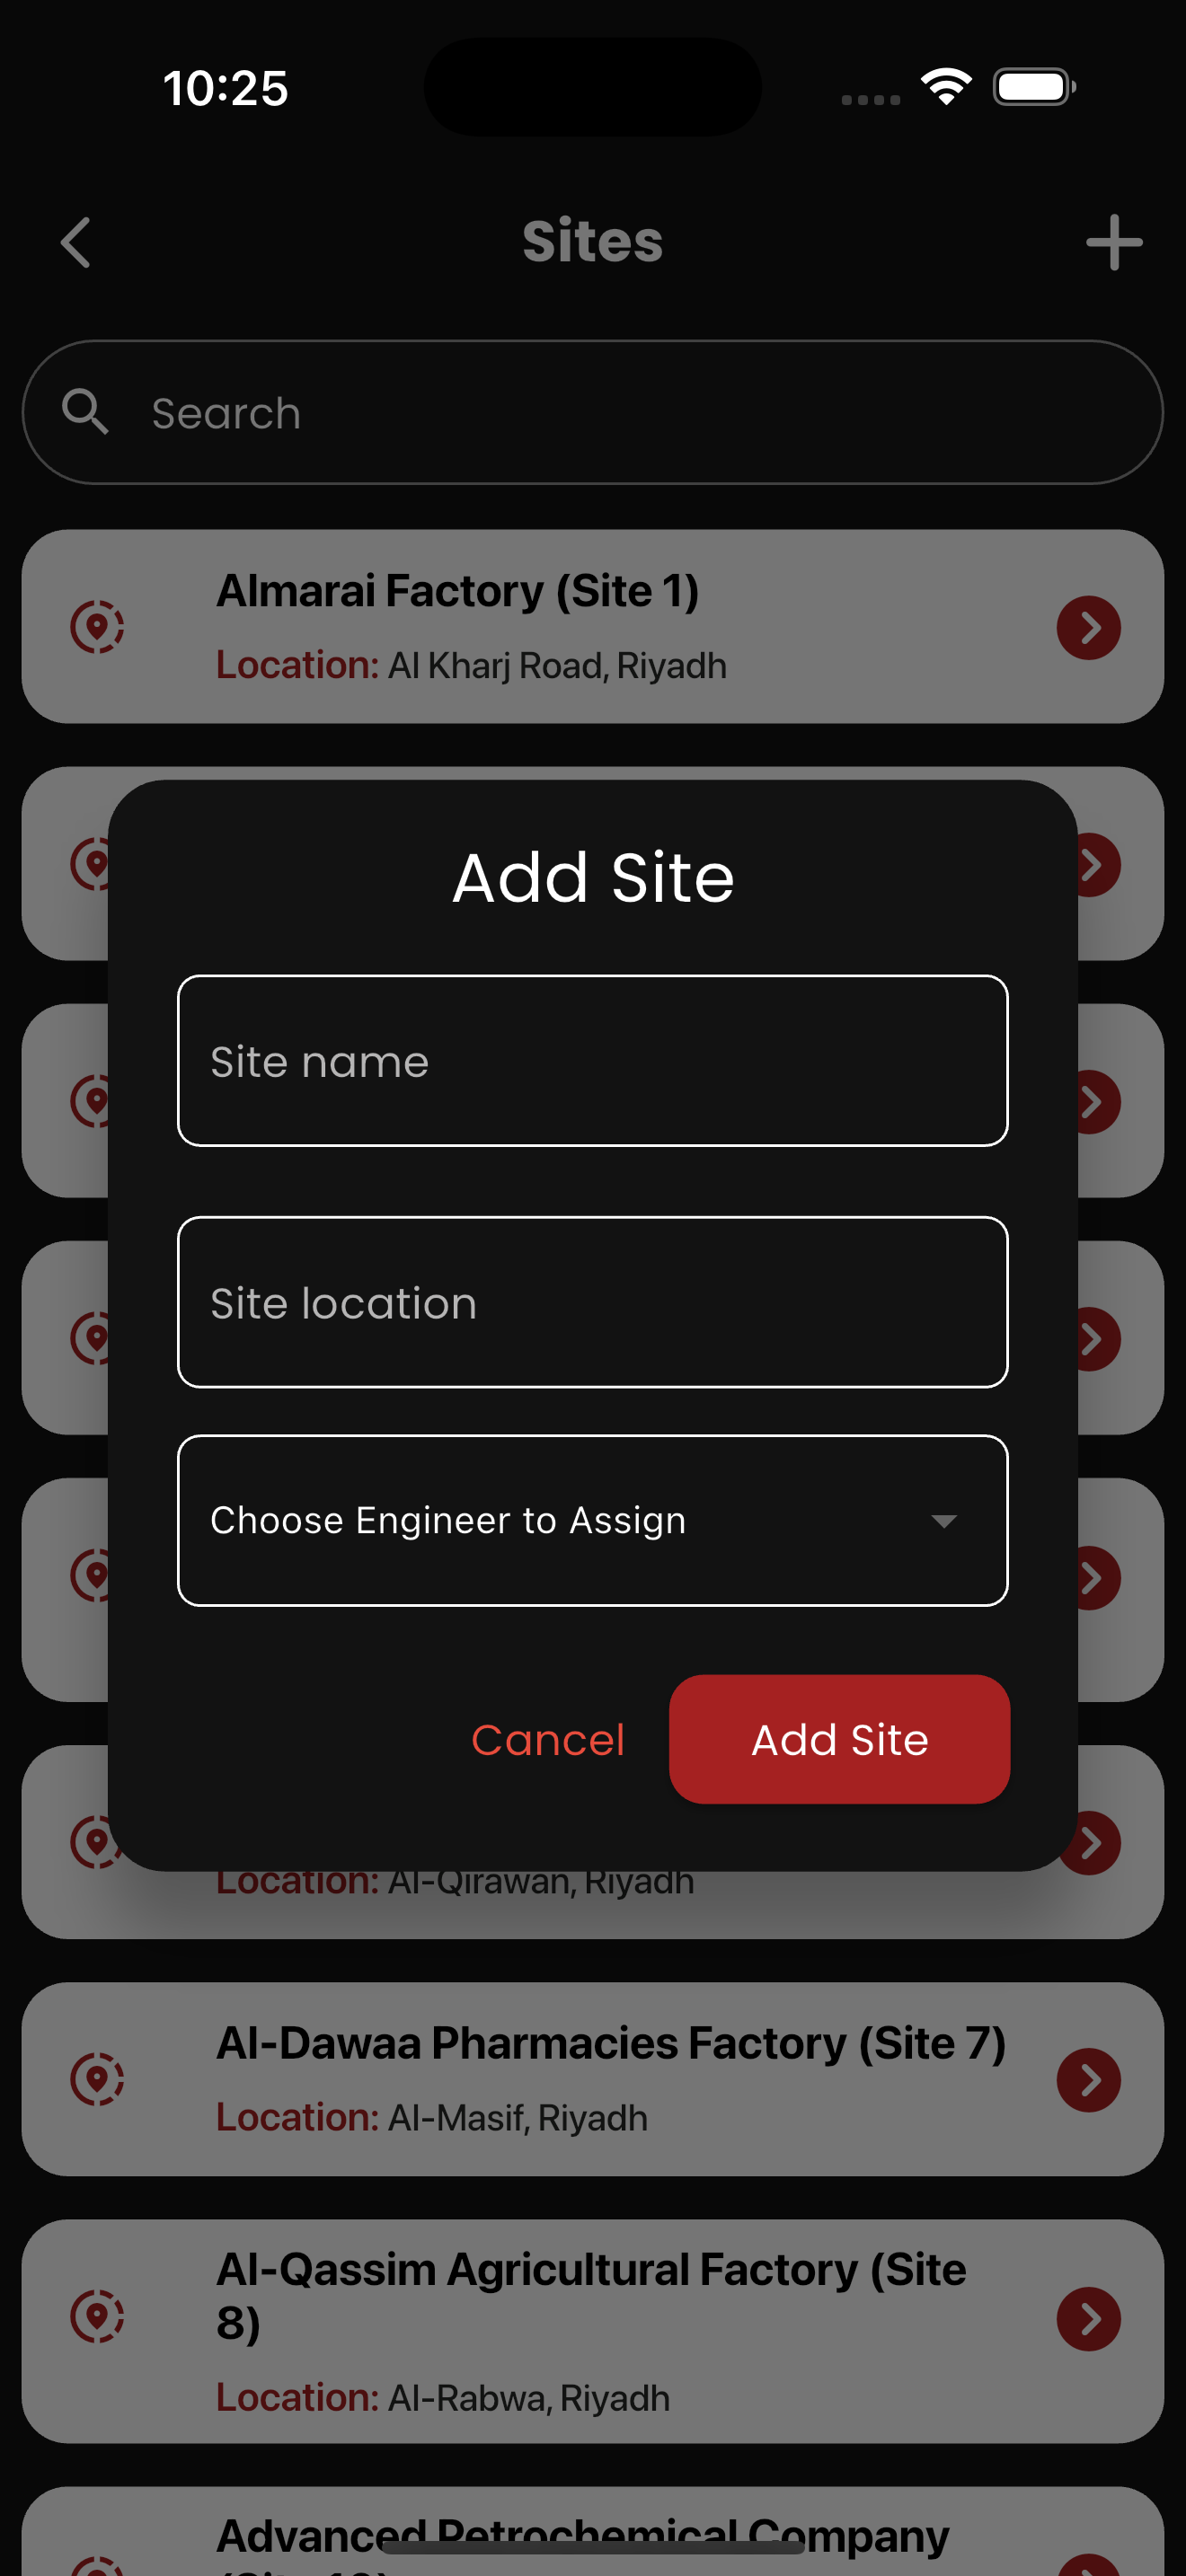 10:25
Sites
Search
Almarai Factory (Site 1)
Location: Al Kharj Road, Riyadh
Add Site
Site name
Site location
Choose Engineer to Assign
Cancel
Add Site
Location: Al-Qirawan, Riyadh
Al-Dawaa Pharmacies Factory (Site 7)
Location: Al-Masif, Riyadh
Al-Qassim Agricultural Factory (Site
8)
Location: Al-Rabwa, Riyadh
Advanced Petrochemical Company